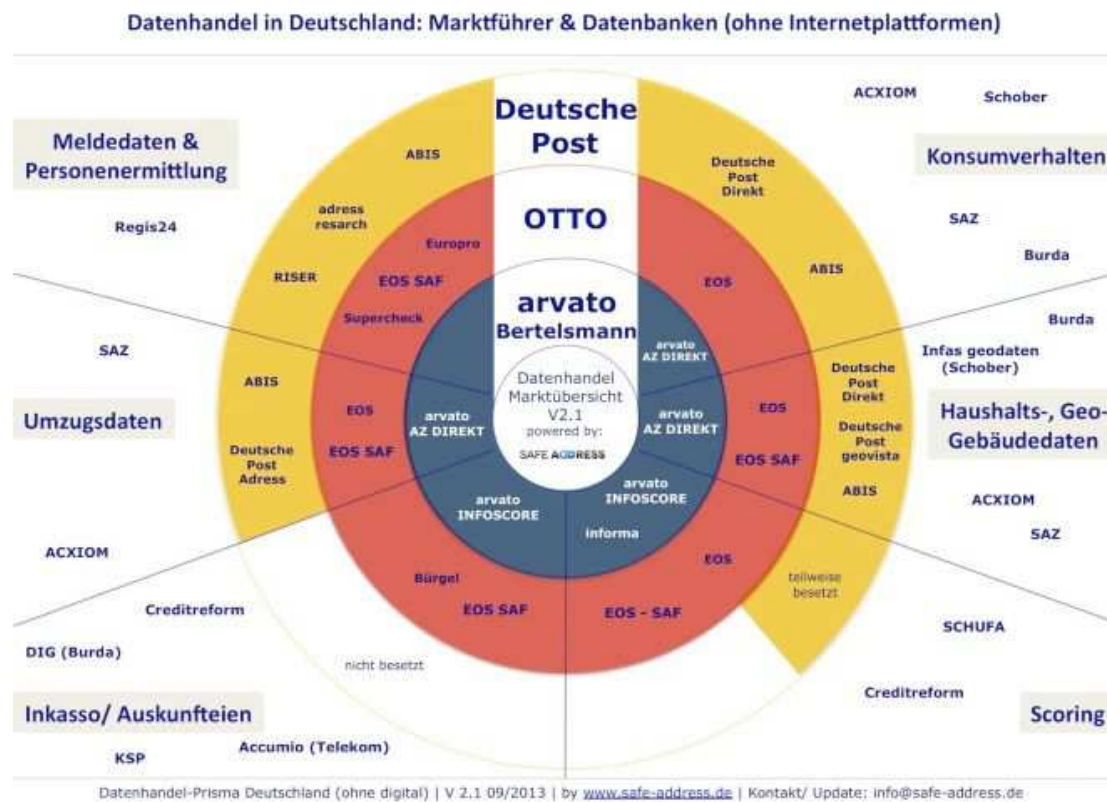 Datenhandel in Deutschland: Marktführer & Datenbanken (ohne Internetplattformen)
Deutsche
Post
OTTO
arvato
Bertelsmann
Datenhandel
Marktübersicht
V2.1
powered by:
SAFE ADDRESS
Meldedaten &
Personenermittlung
Regis24
ABIS
adress
resarch
RISER
Europro
EOS SAF
Supercheck
ACXIOM
Schober
Konsumverhalten
SAZ
Burda
Deutsche
Post
Direkt
ABIS
EOS
arvato
AZ DIREKT
Umzugsdaten
SAZ
ACXIOM
ABIS
Deutsche
Post
Adress
EOS
EOS SAF
arvato
AZ DIREKT
Burda
Infas geodaten
(Schober)
Haushalts-, Geo-
Gebäudedaten
ACXIOM
SAZ
Deutsche
Post
Direkt
Deutsche
Post
geovista
ABIS
EOS
EOS SAF
arvato
AZ DIREKT
arvato
INFOSCORE
Bürgel
EOS SAF
nicht besetzt
Creditreform
DIG (Burda)
Inkasso/ Auskunfteien
KSP
Accumio (Telekom)
arvato
INFOSCORE
informa
EOS
EOS - SAF
teilweise
besetzt
SCHUFA
Creditreform
Scoring
Datenhandel-Prisma Deutschland (ohne digital) | V 2.1 09/2013 | by www.safe-address.de | Kontakt/ Update: info@safe-address.de